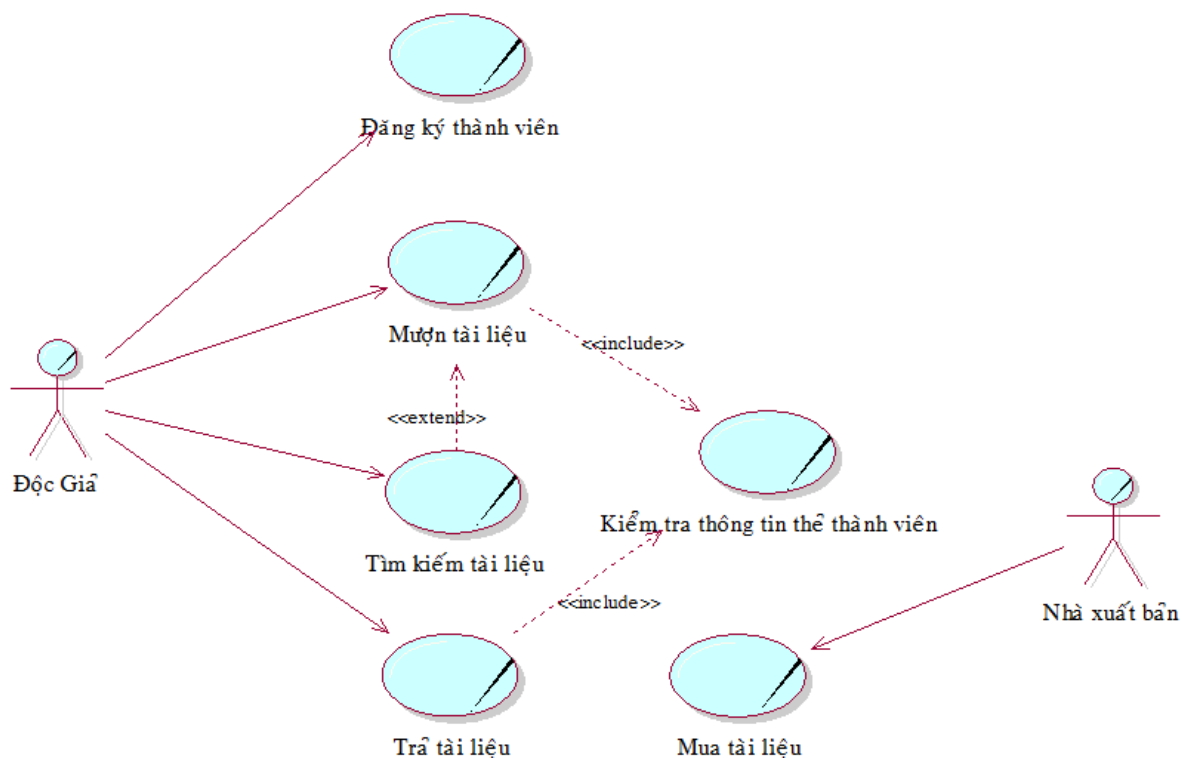 Đăng ký thành viên
Mượn tài liệu
<<include>>
<<extend>>
Độc Giả
Kiểm tra thông tin thẻ thành viên
Tìm kiếm tài liệu
<<include>>
Nhà xuất bản
Trả tài liệu
Mua tài liệu